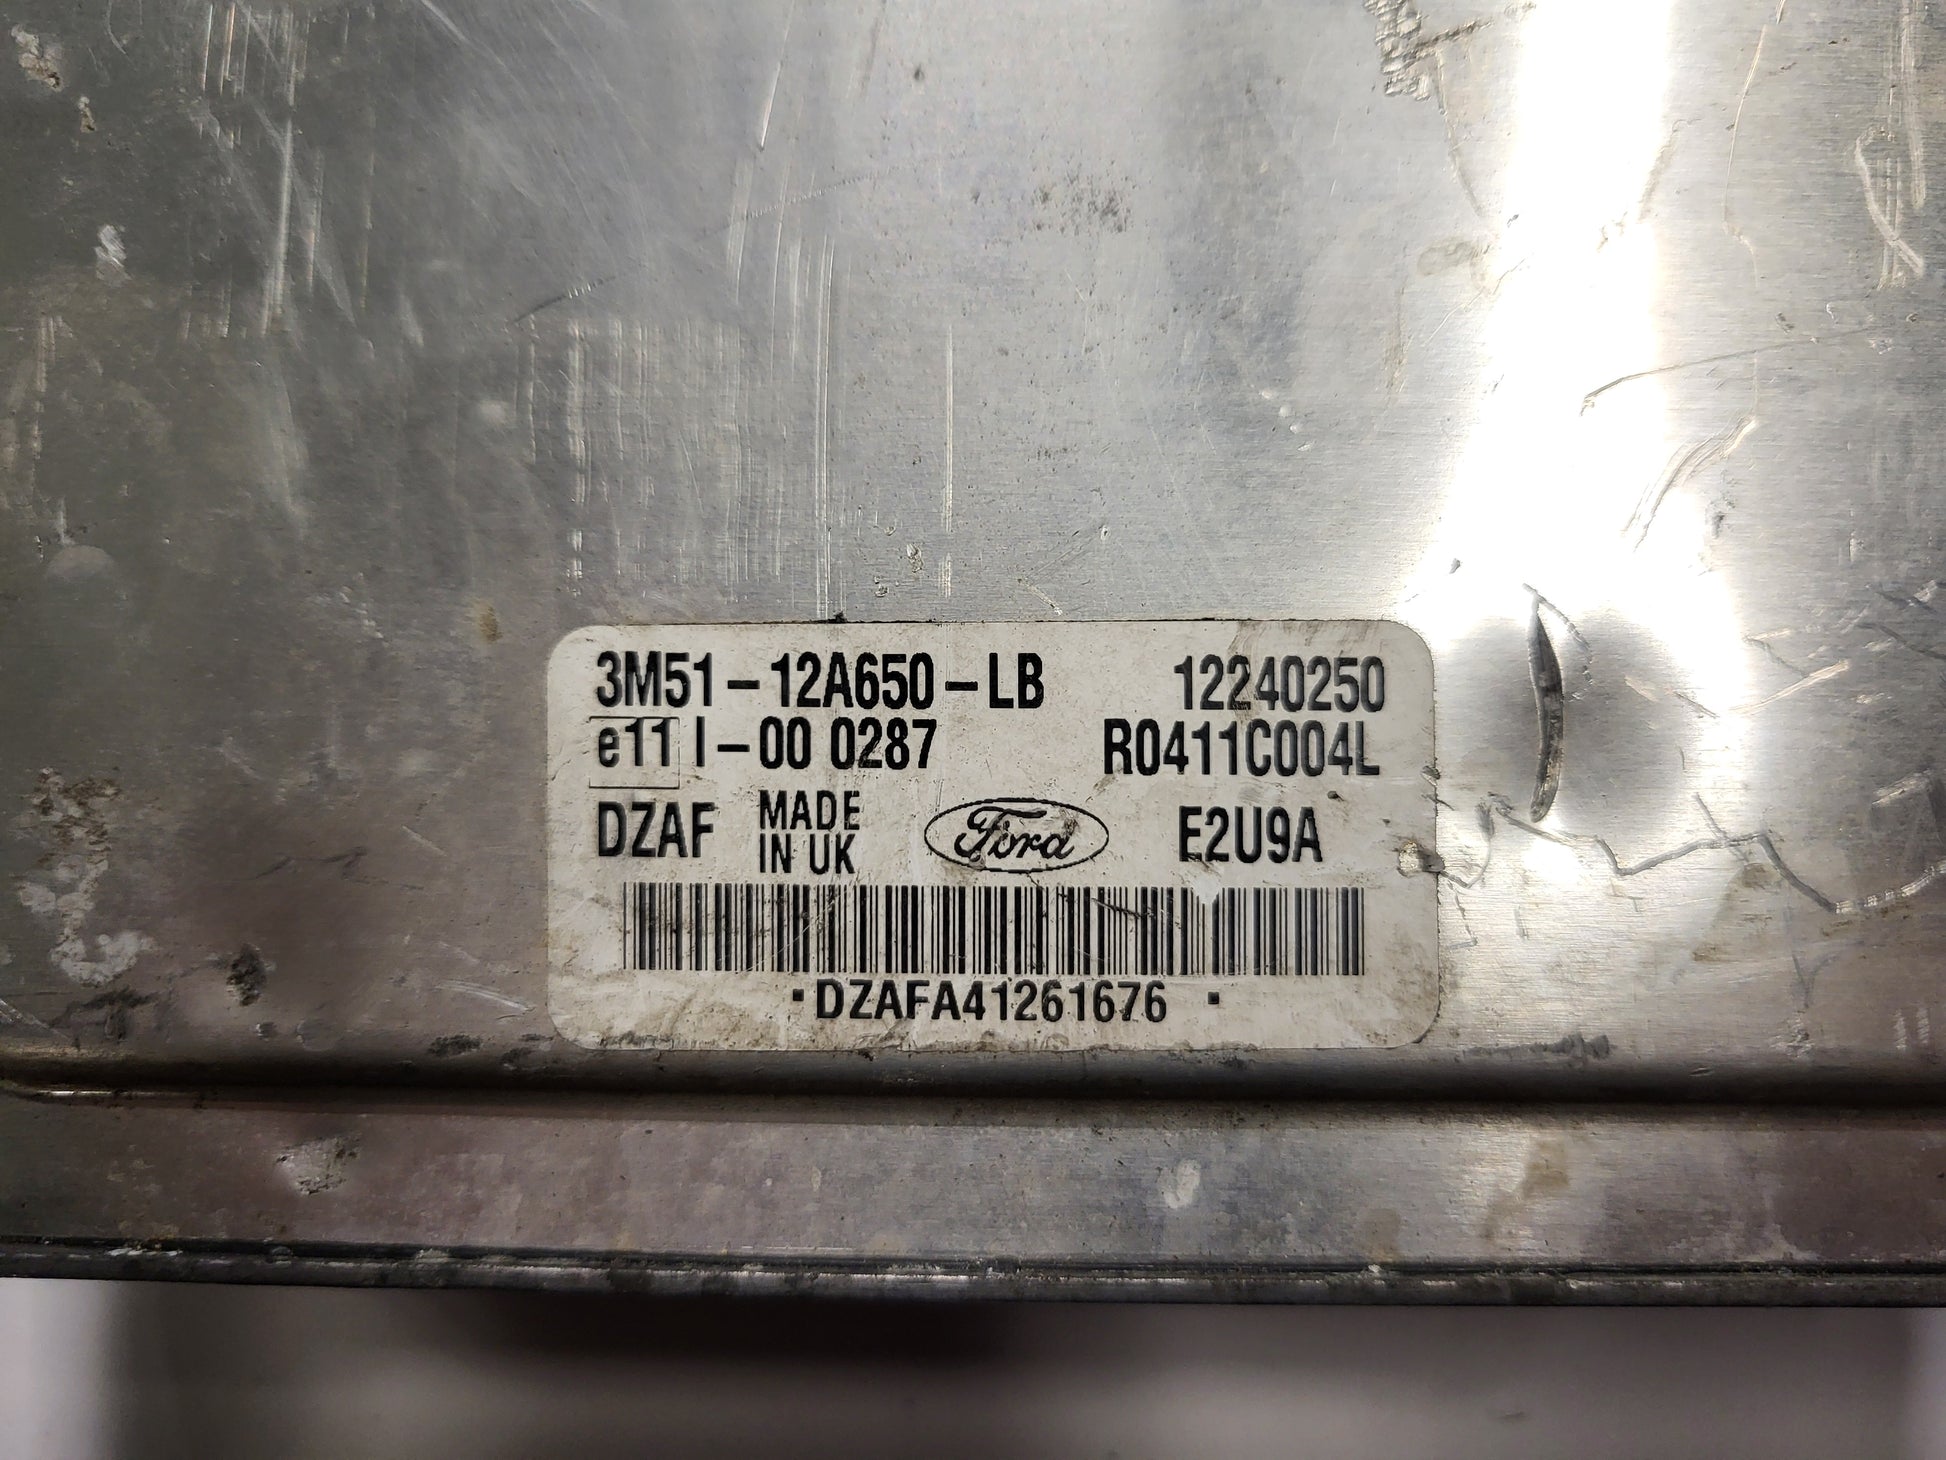 3M51-12A650-LB 12240250
e11 I-00 0287 R0411C004L
DZAF MADE IN UK Ford E2U9A
·DZAFA41261676 ·